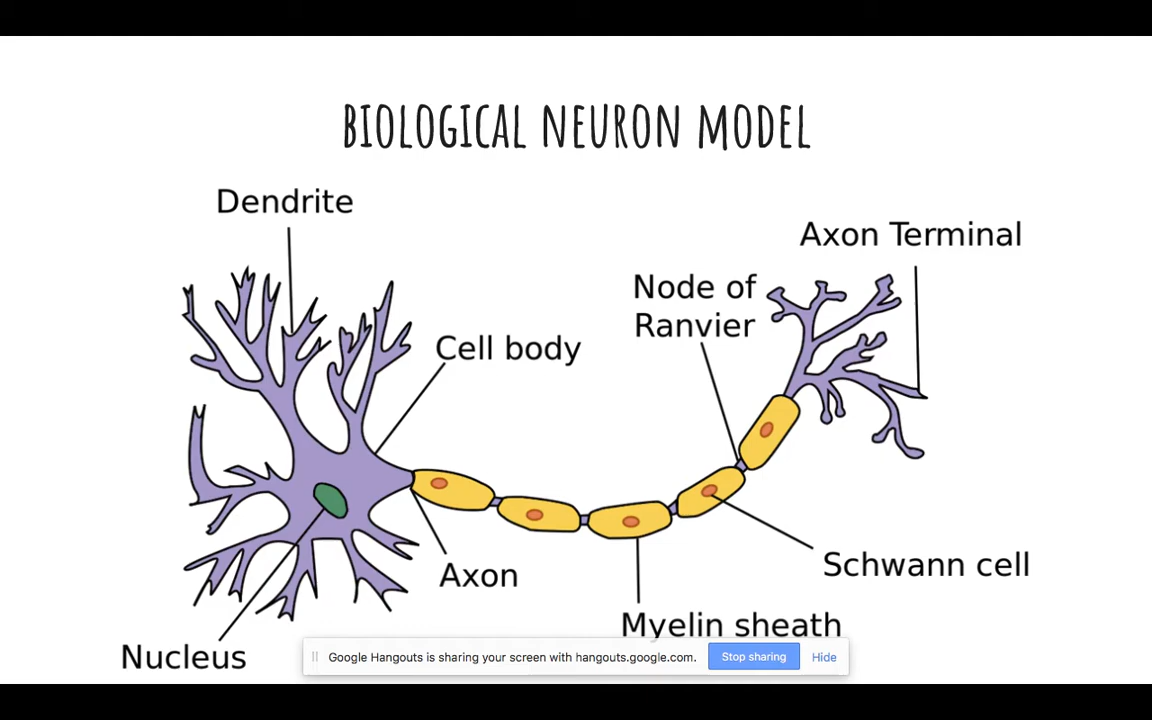 BIOLOGICAL NEURON MODEL
Dendrite
Axon Terminal
Node of
Ranvier
Cell body
Axon
Schwann cell
Myelin sheath
Nucleus
Google Hangouts is sharing your screen with hangouts.google.com.
Stop sharing
Hide